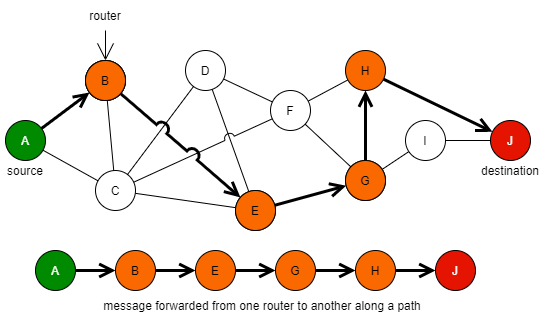 router
B
D
H
F
A
I
J
source
destination
C
G
E
A
B
E
G
H
J
message forwarded from one router to another along a path